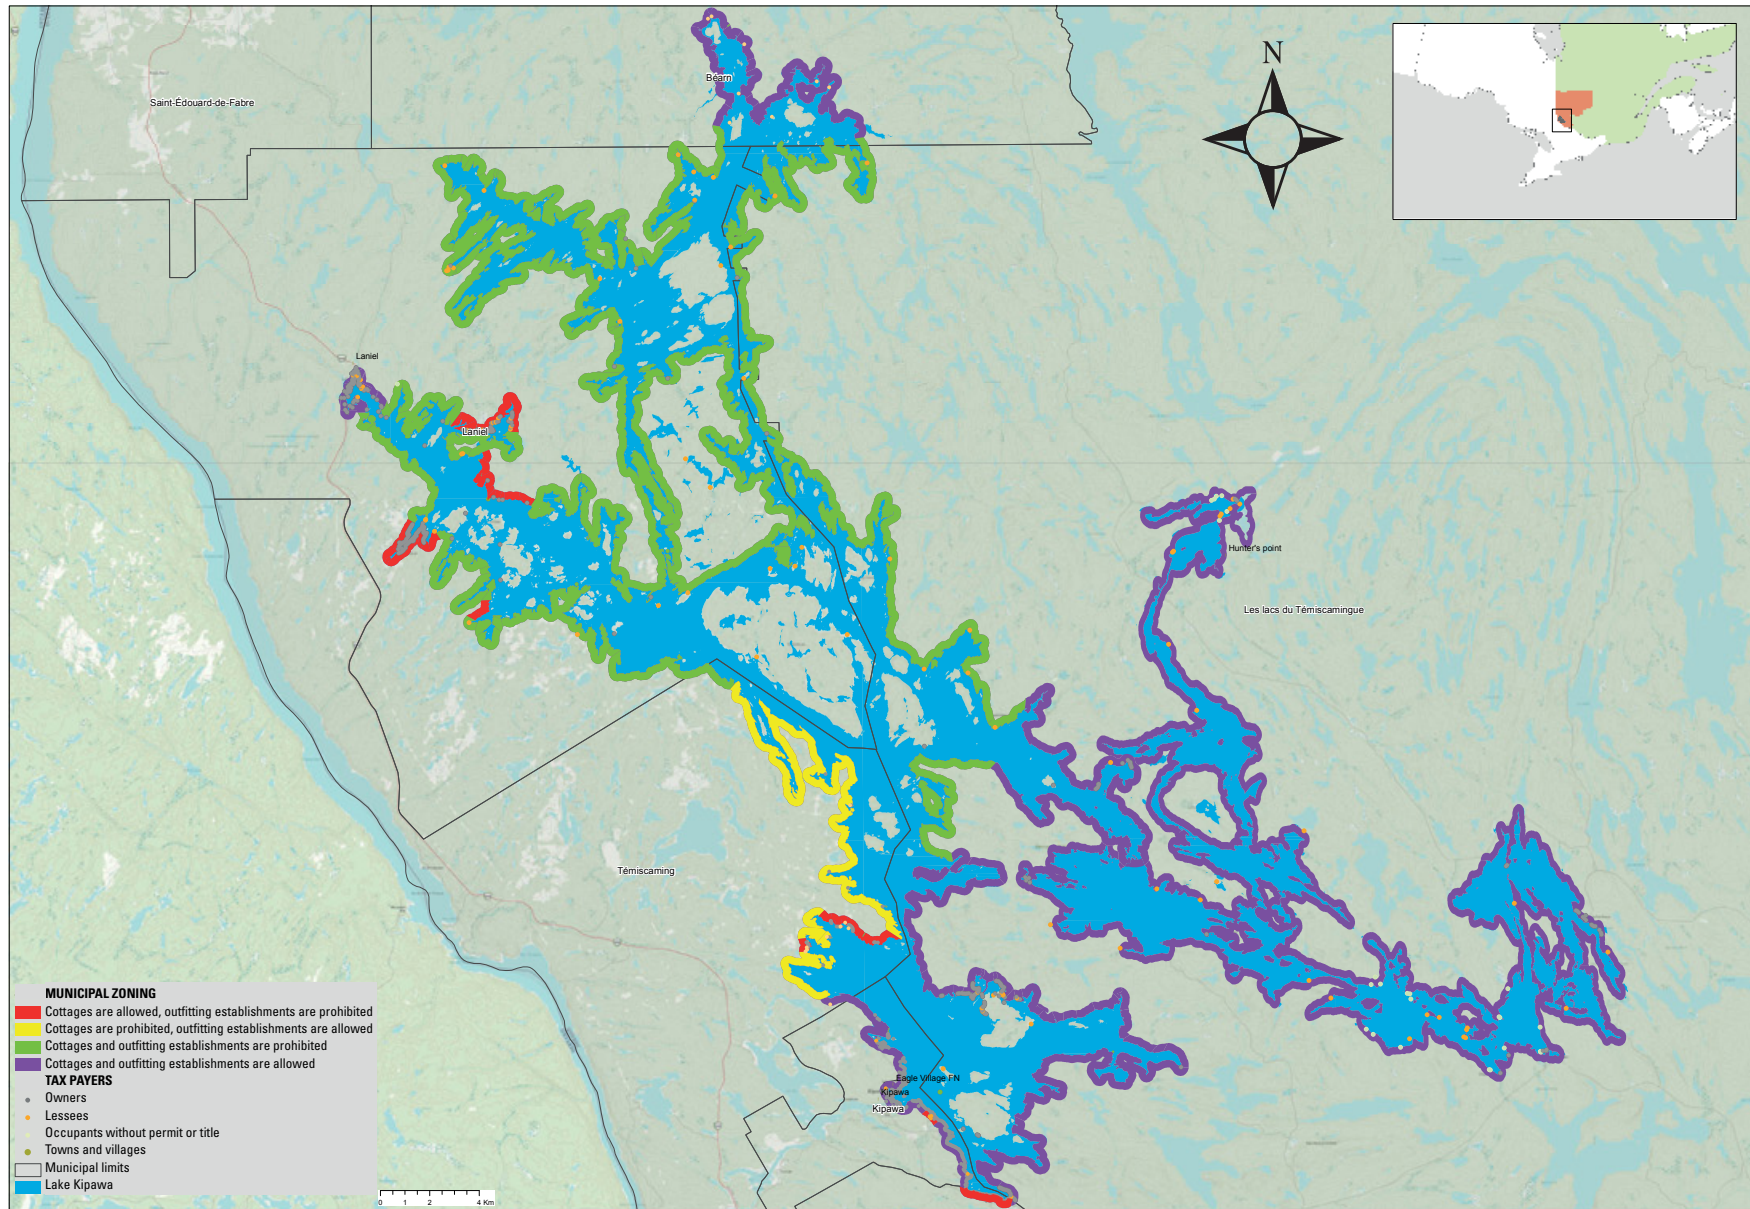 N
Béarn
Saint-Édouard-de-Fabre
Laniel
Laniel
Hunter's point
Les lacs du Témiscamingue
Témiscaming
Eagle Village FN
Kipawa
Kipawa
MUNICIPAL ZONING
Cottages are allowed, outfitting establishments are prohibited
Cottages are prohibited, outfitting establishments are allowed
Cottages and outfitting establishments are prohibited
Cottages and outfitting establishments are allowed
TAX PAYERS
Owners
Lessees
Occupants without permit or title
Towns and villages
Municipal limits
Lake Kipawa
0 1 2 4 Km